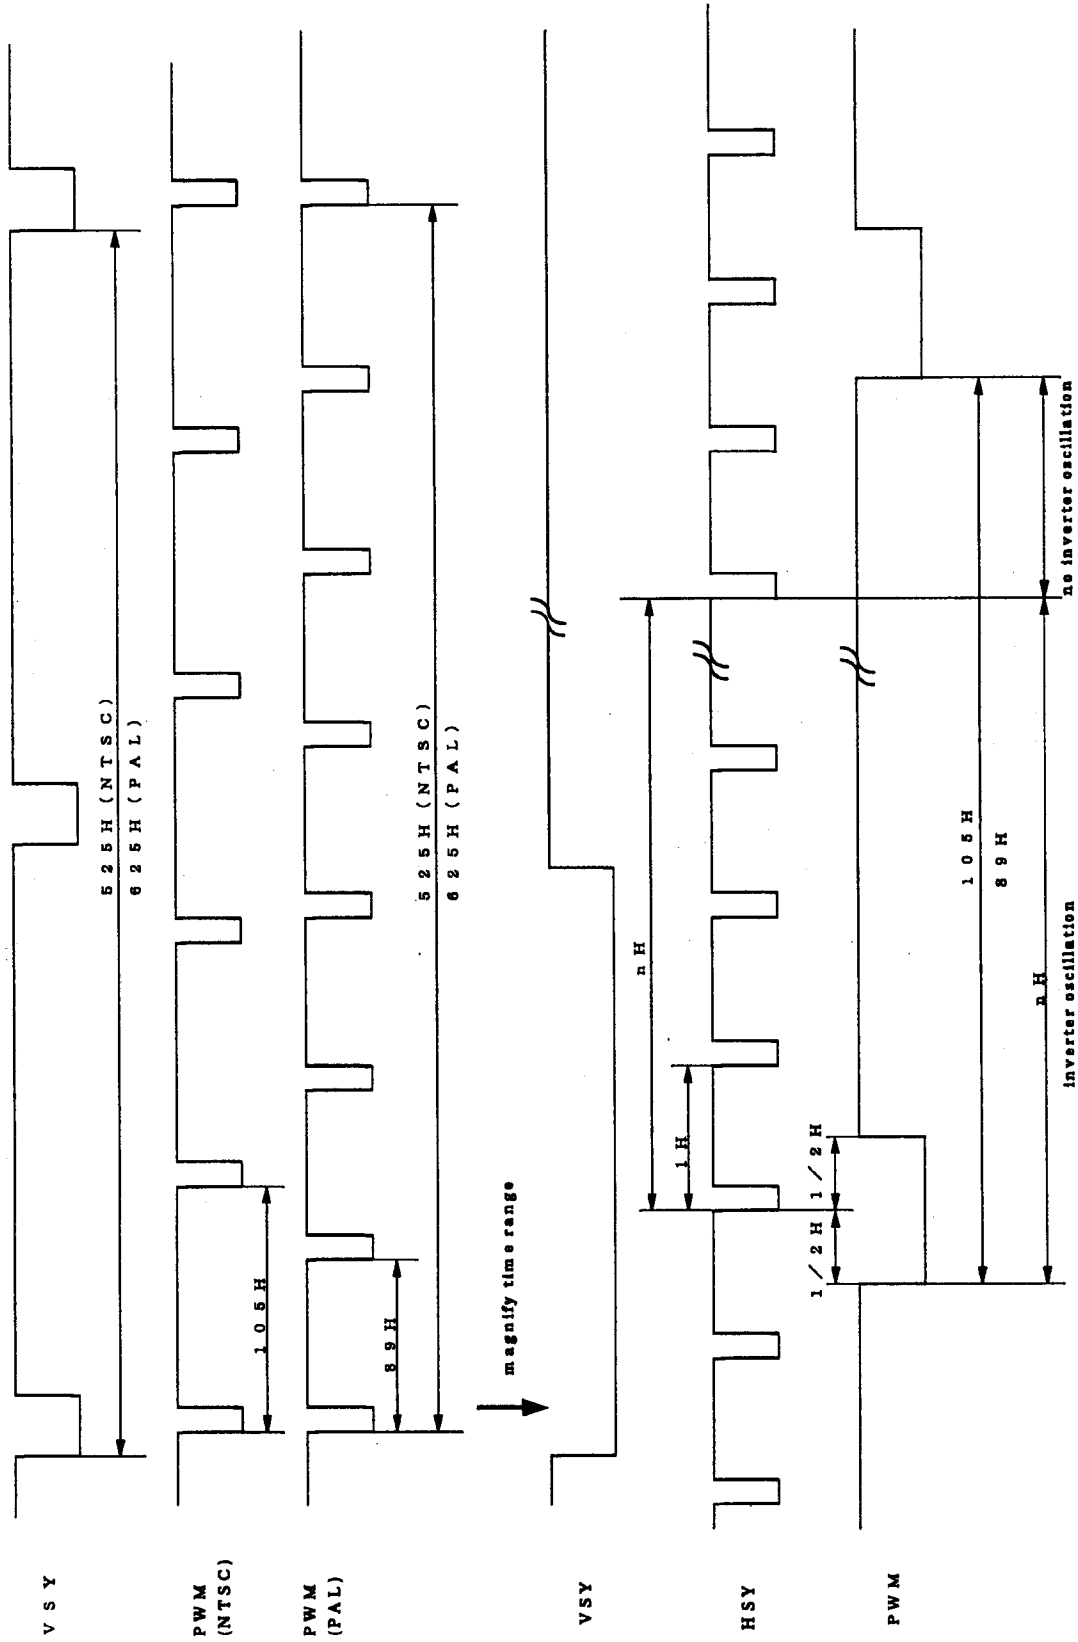 VSY
525H(NTSC)
625H(PAL)
PWM
(NTSC)
105H
PWM
(PAL)
89H
525H(NTSC)
625H(PAL)
magnify time range
VSY
nH
HSY
1H
1/2H 1/2H
PWM
105H
89H
nH
inverter oscillation no inverter oscillation